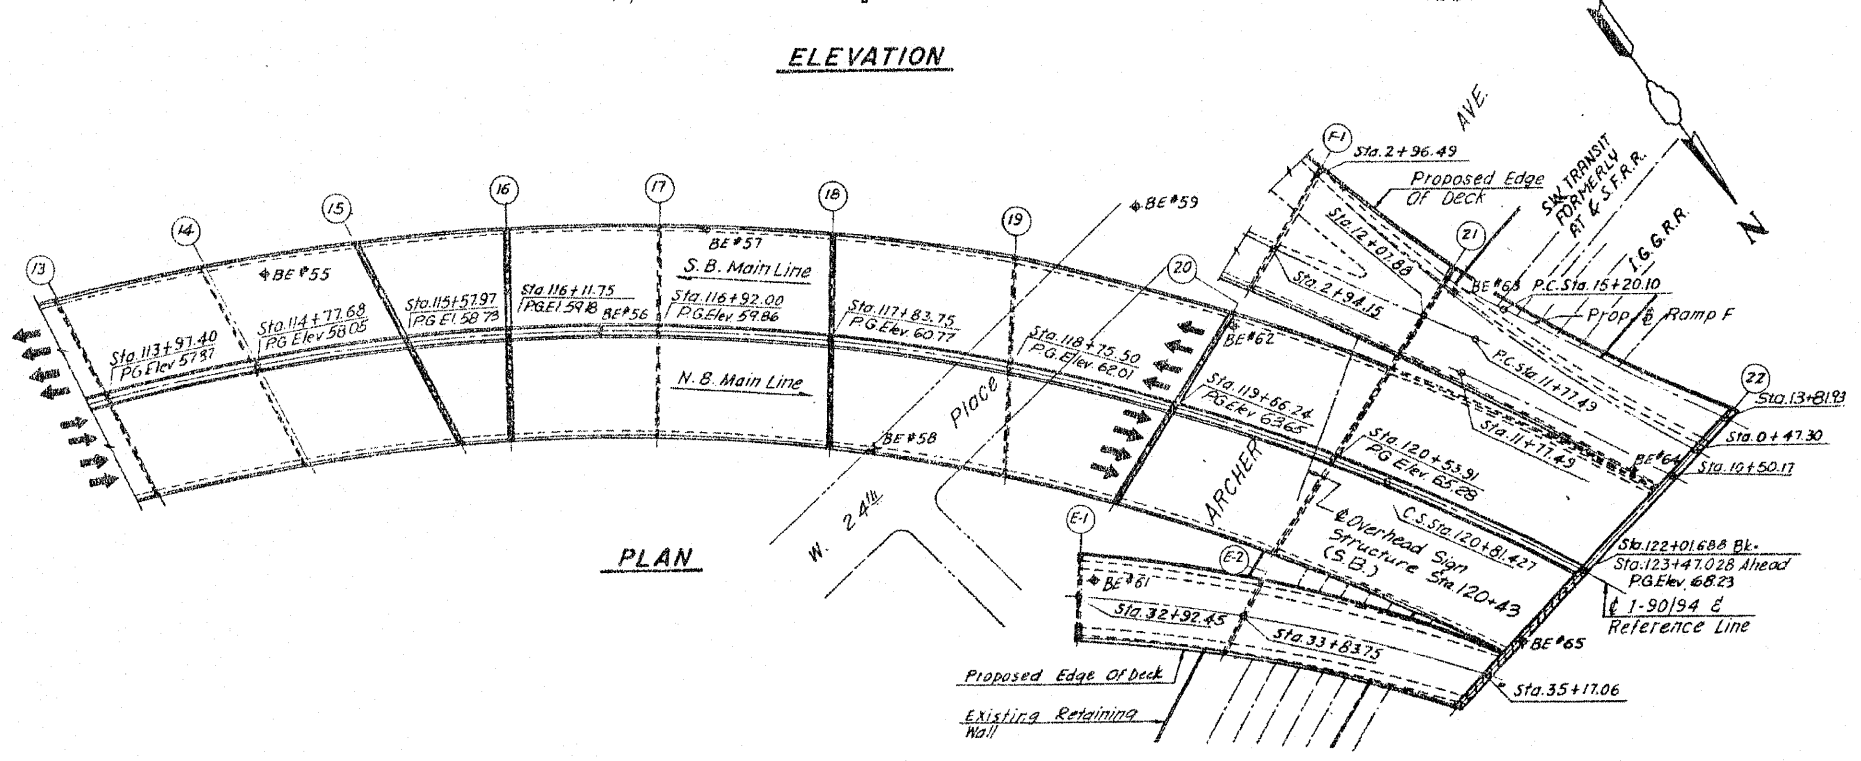 ELEVATION
13
14
15
16
17
18
19
20
21
22
F-1
E-1
E-2
BE #55
BE #57
BE #56
BE #58
BE #59
BE #62
BE #63
BE #64
BE #61
BE #65
S.B. Main Line
N.B. Main Line
Sta. 113+97.40
P.G. Elev 57.87
Sta. 114+77.68
P.G. Elev 58.05
Sta. 115+57.97
P.G. El. 58.73
Sta. 116+11.75
P.G. El. 59.18
Sta. 116+92.00
P.G. Elev. 59.86
Sta. 117+83.75
P.G. Elev. 60.77
Sta. 118+75.50
P.G. Elev. 62.01
Sta. 119+66.24
P.G. Elev 63.65
Sta. 120+53.91
P.G. Elev. 65.28
C.S. Sta. 120+81.427
℄ Overhead Sign
Structure Sta. 120+43
(S.B.)
W. 24th
Place
ARCHER
AVE.
Sta. 2+96.49
Proposed Edge
Of Deck
Sta. 12+07.88
Sta. 2+94.15
S.W. TRANSIT
FORMERLY
AT & S.F.R.R.
I.G.G.R.R.
N
P.C. Sta. 15+20.10
Prop. ℄ Ramp F
P.C. Sta. 11+77.49
Sta. 11+77.49
Sta. 13+81.93
Sta. 0+47.30
Sta. 10+50.17
Sta. 122+01.688 Bk.
Sta. 123+47.028 Ahead
P.G. Elev. 68.23
℄ I-90/94 &
Reference Line
Sta. 32+92.45
Sta. 33+83.75
Sta. 35+17.06
Proposed Edge Of Deck
Existing Retaining
Wall
PLAN